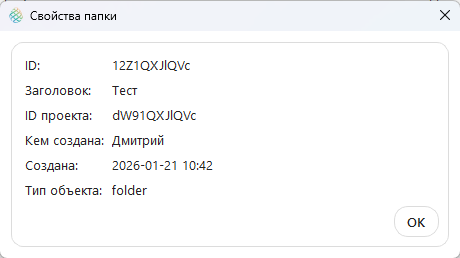 Свойства папки
ID: 12Z1QXJlQVc
Заголовок: Тест
ID проекта: dW91QXJlQVc
Кем создана: Дмитрий
Создана: 2026-01-21 10:42
Тип объекта: folder
ОК